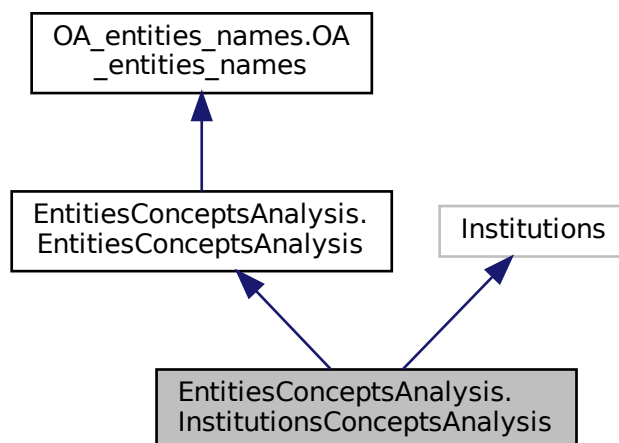 OA_entities_names.OA
_entities_names
EntitiesConceptsAnalysis.
EntitiesConceptsAnalysis
Institutions
EntitiesConceptsAnalysis.
InstitutionsConceptsAnalysis